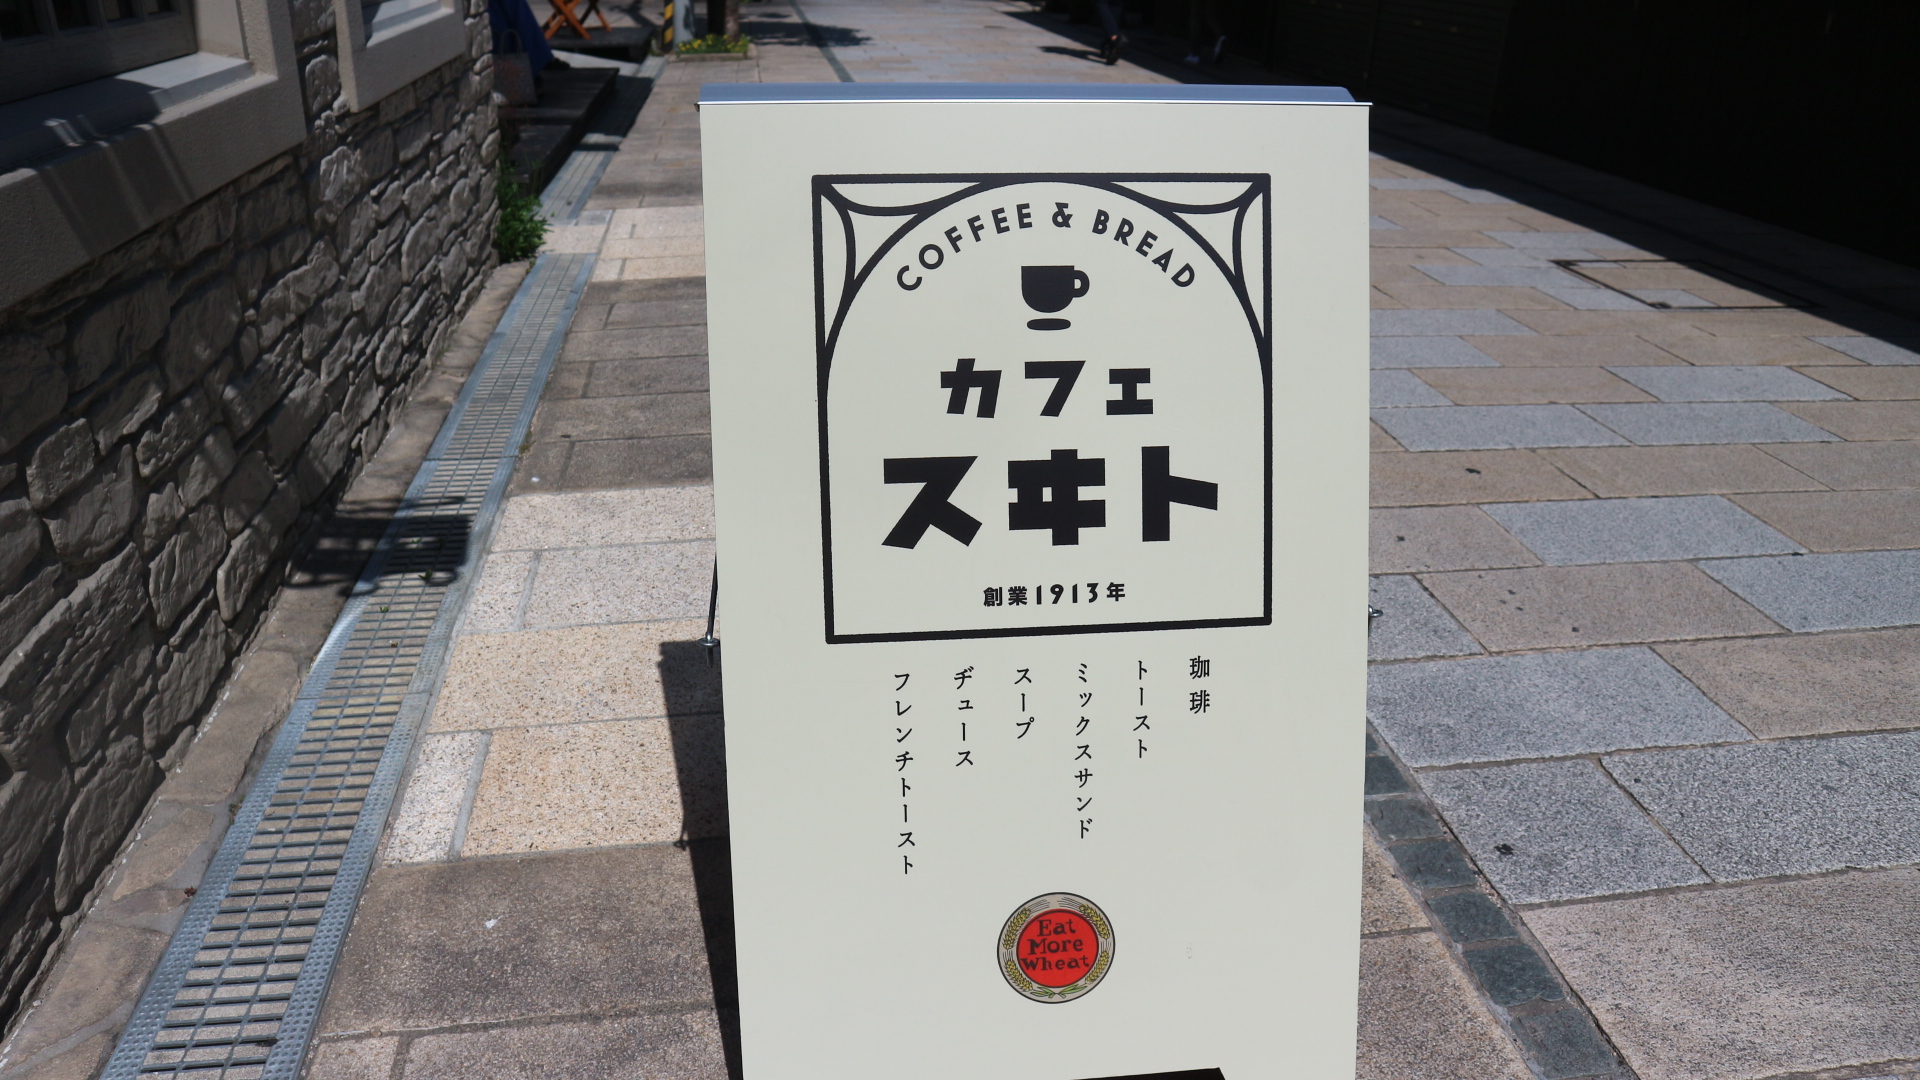 COFFEE & BREAD
カフェ
スヰト
創業1913年
珈琲
トースト
ミックスサンド
スープ
ヂュース
フレンチトースト
Eat
More
Wheat